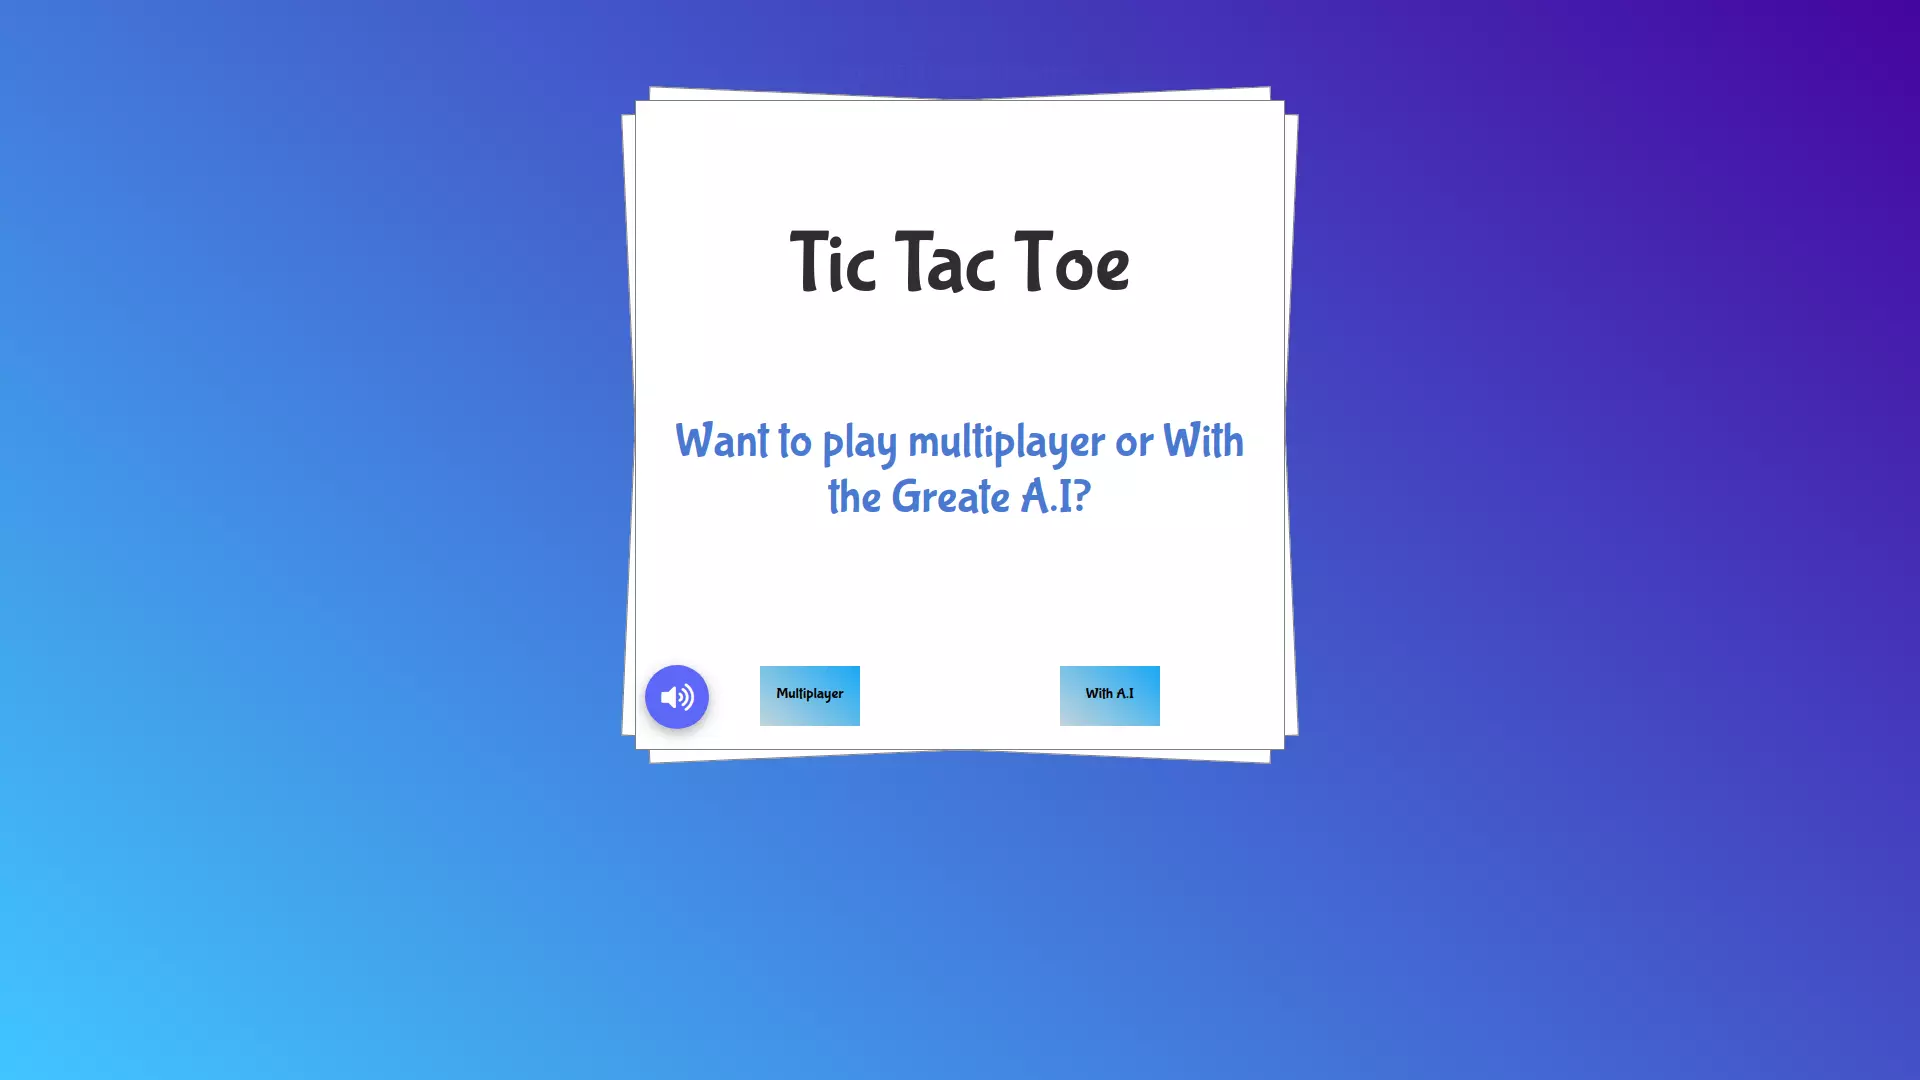 Tic Tac Toe
Want to play multiplayer or With
the Greate A.I?
Multiplayer
With A.I